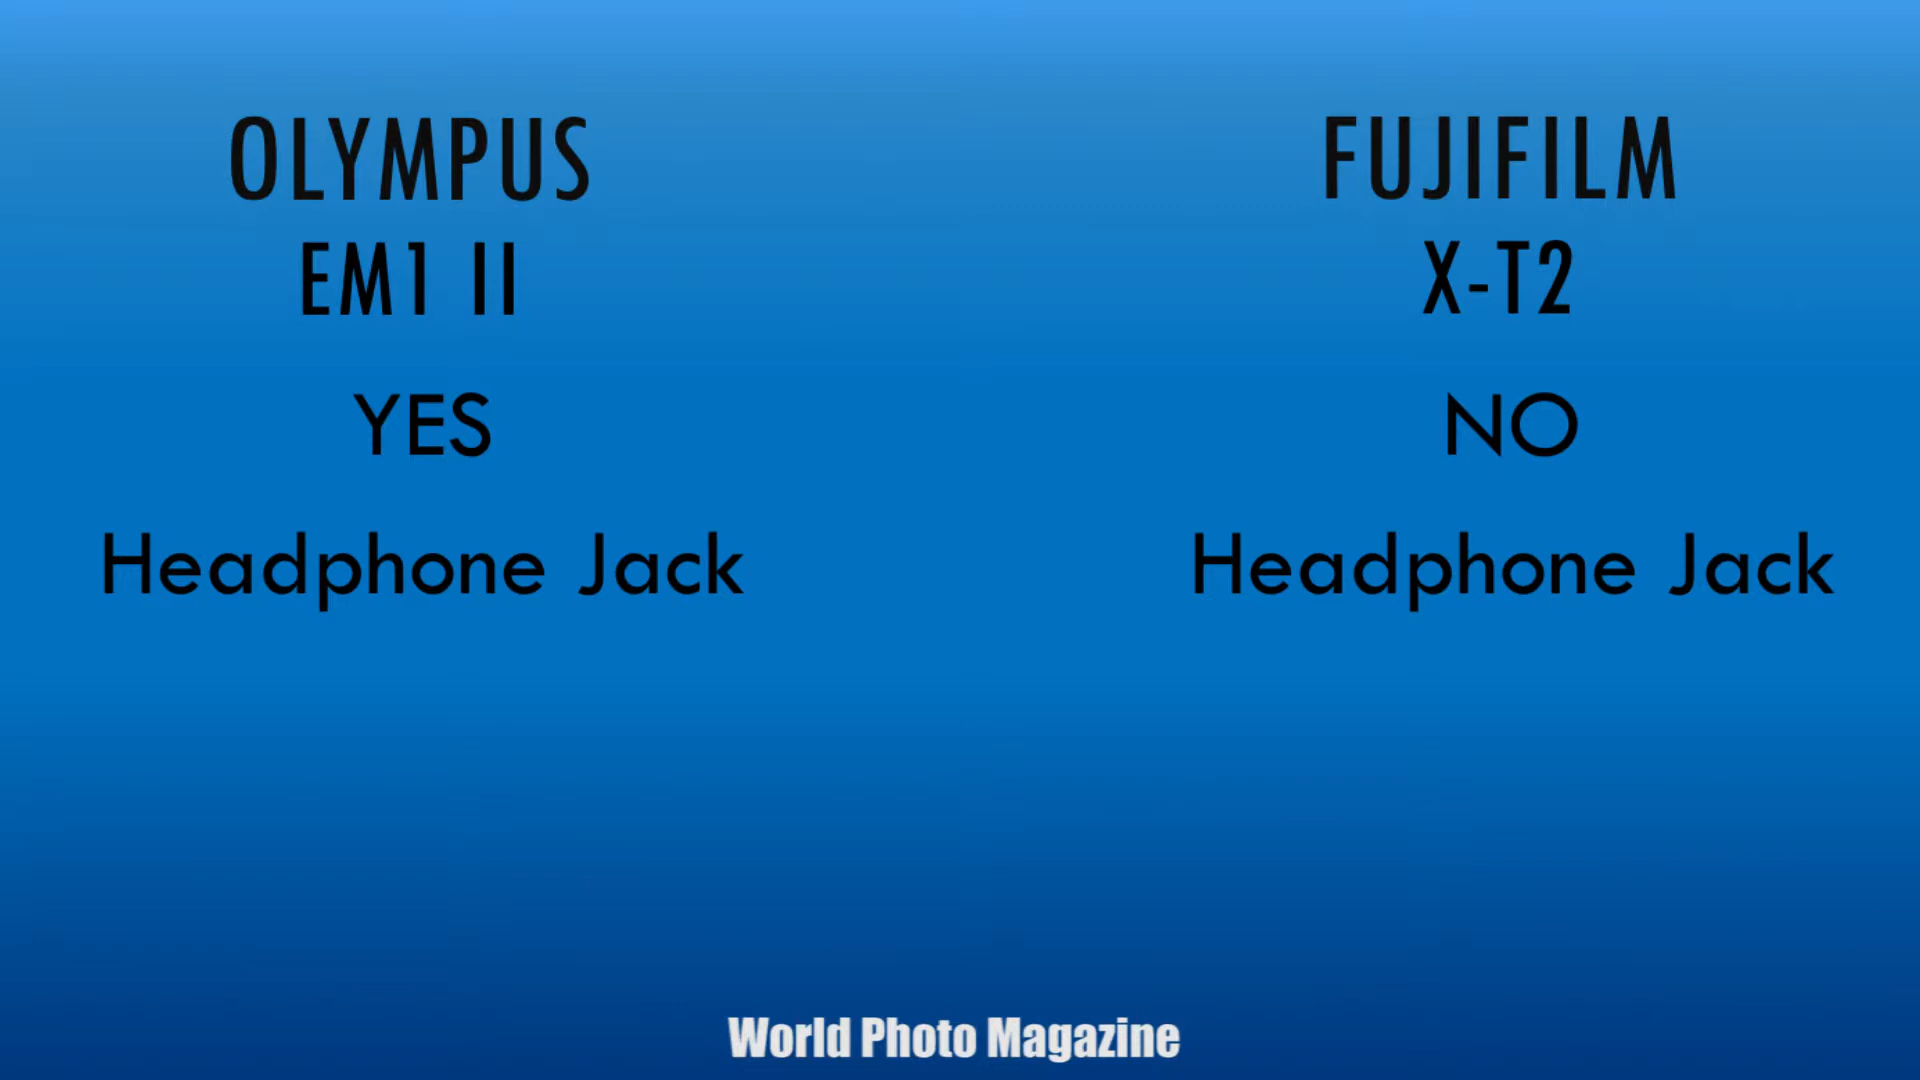 OLYMPUS
EM1 II
YES
Headphone Jack
FUJIFILM
X-T2
NO
Headphone Jack
World Photo Magazine